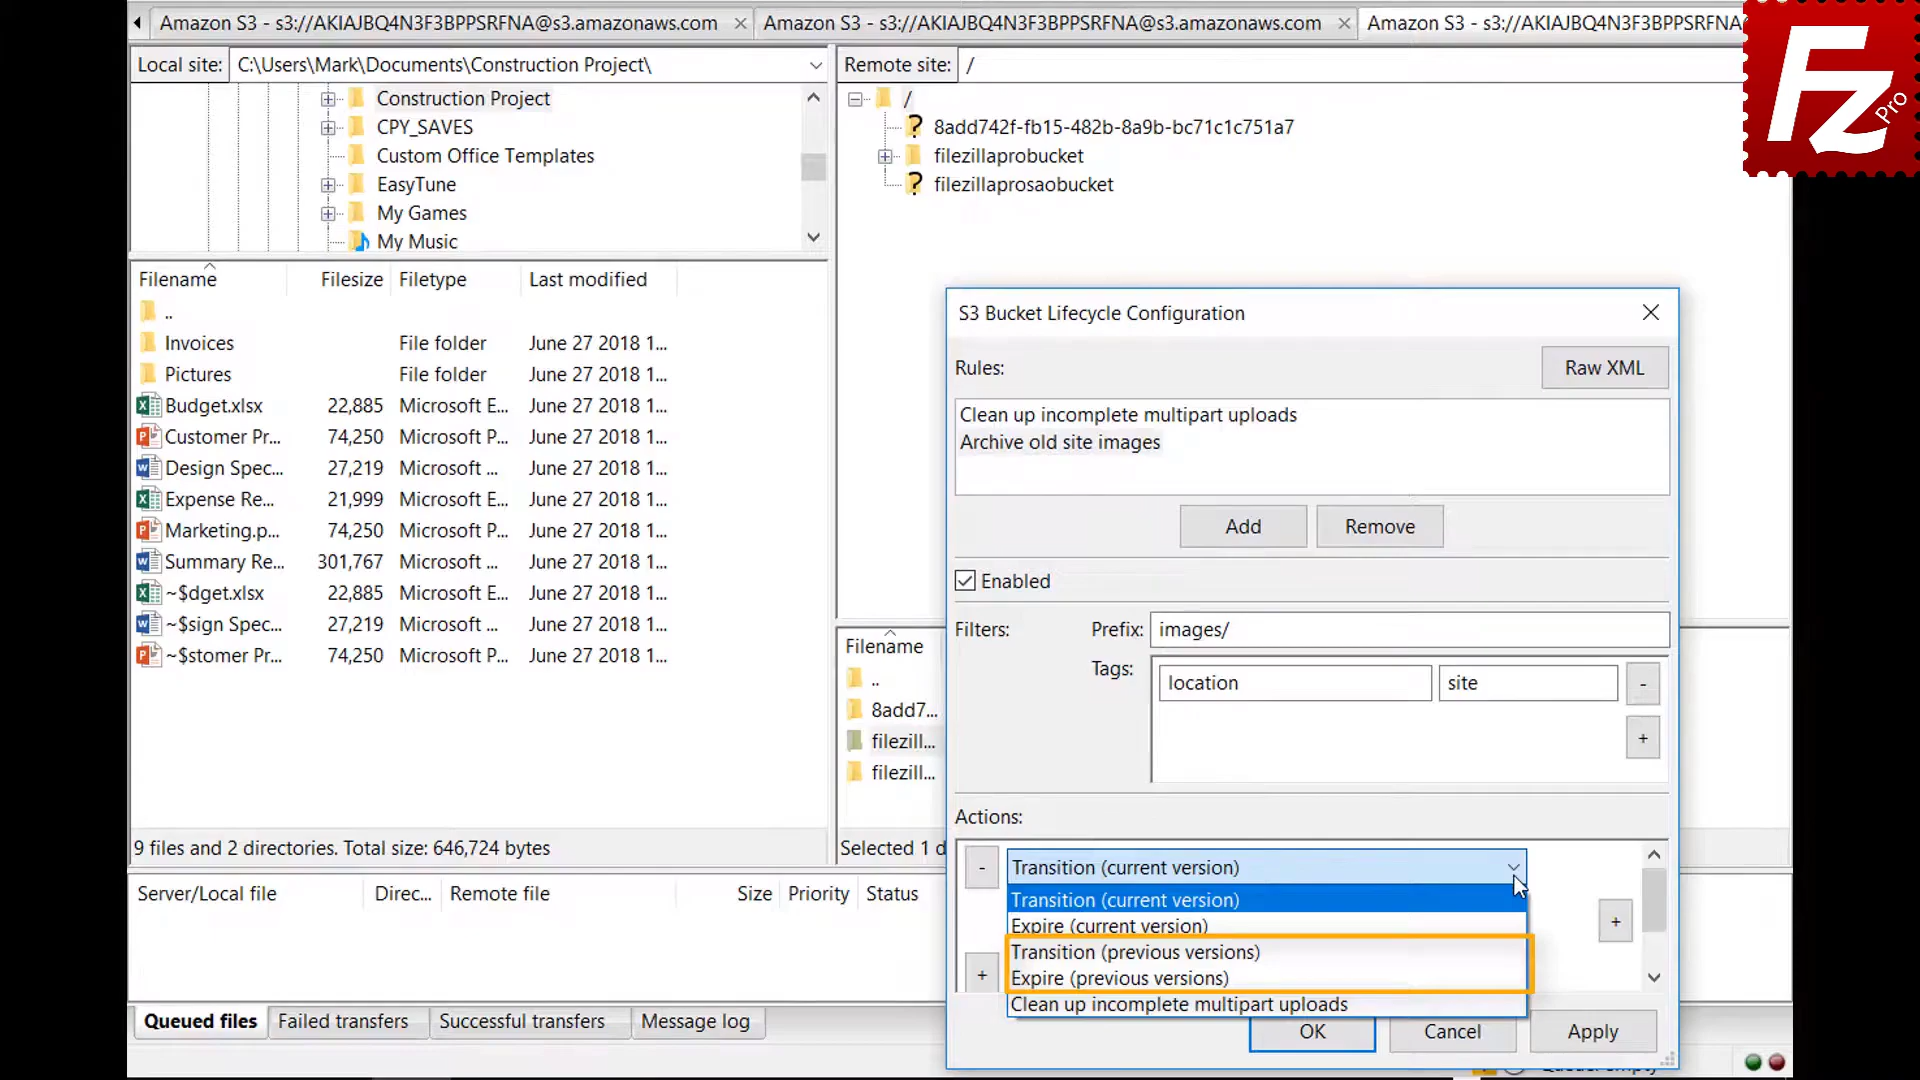 Amazon S3 - s3://AKIAJBQ4N3F3BPPSRFNA@s3.amazonaws.com
Amazon S3 - s3://AKIAJBQ4N3F3BPPSRFNA@s3.amazonaws.com
Amazon S3 - s3://AKIAJBQ4N3F3BPPSRFNA
Fz Pro
Local site: C:\Users\Mark\Documents\Construction Project\
Construction Project
CPY_SAVES
Custom Office Templates
EasyTune
My Games
My Music
Remote site: /
/
8add742f-fb15-482b-8a9b-bc71c1c751a7
filezillaprobucket
filezillaprosaobucket
Filename Filesize Filetype Last modified
..
Invoices File folder June 27 2018 1...
Pictures File folder June 27 2018 1...
Budget.xlsx 22,885 Microsoft E... June 27 2018 1...
Customer Pr... 74,250 Microsoft P... June 27 2018 1...
Design Spec... 27,219 Microsoft ... June 27 2018 1...
Expense Re... 21,999 Microsoft E... June 27 2018 1...
Marketing.p... 74,250 Microsoft P... June 27 2018 1...
Summary Re... 301,767 Microsoft ... June 27 2018 1...
~$dget.xlsx 22,885 Microsoft E... June 27 2018 1...
~$sign Spec... 27,219 Microsoft ... June 27 2018 1...
~$stomer Pr... 74,250 Microsoft P... June 27 2018 1...
9 files and 2 directories. Total size: 646,724 bytes
Filename
..
8add7...
filezill...
filezill...
Selected 1 d
S3 Bucket Lifecycle Configuration
Rules:
Raw XML
Clean up incomplete multipart uploads
Archive old site images
Add
Remove
Enabled
Filters:
Prefix: images/
Tags: location site -
+
Actions:
- Transition (current version)
Transition (current version)
Expire (current version)
+
Transition (previous versions)
+
Expire (previous versions)
Clean up incomplete multipart uploads
OK
Cancel
Apply
Server/Local file Direc... Remote file Size Priority Status
Queued files
Failed transfers
Successful transfers
Message log